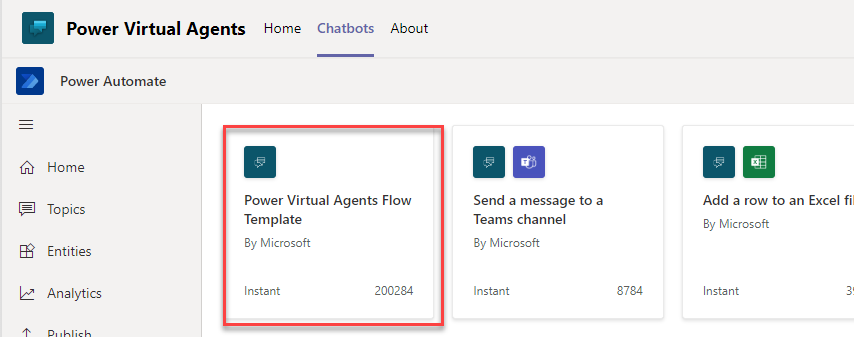 Power Virtual Agents Home Chatbots About
Power Automate
Home
Topics
Entities
Analytics
Publish
Power Virtual Agents Flow
Template
By Microsoft
Instant 200284
Send a message to a
Teams channel
By Microsoft
Instant 8784
Add a row to an Excel fil
By Microsoft
Instant